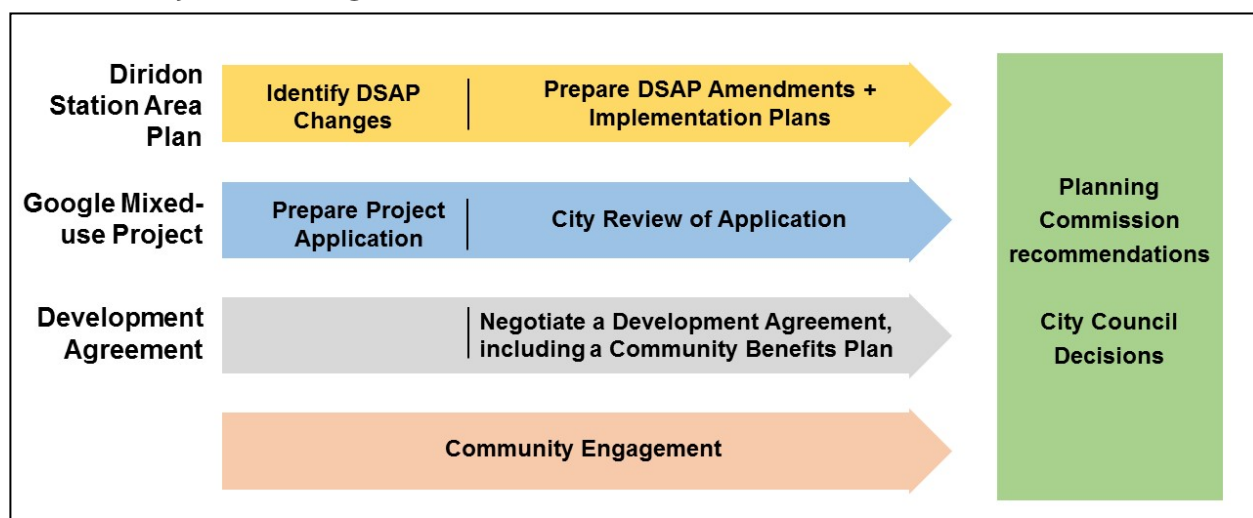 Diridon
Station Area
Plan
Identify DSAP
Changes
Prepare DSAP Amendments +
Implementation Plans
Google Mixed-
use Project
Prepare Project
Application
City Review of Application
Development
Agreement
Negotiate a Development Agreement,
including a Community Benefits Plan
Community Engagement
Planning
Commission
recommendations
City Council
Decisions